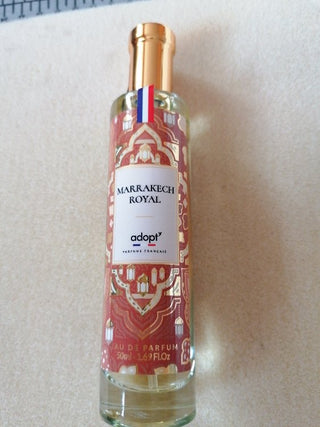 MARRAKECH
ROYAL
adopt'
PARFUMS FRANÇAIS
EAU DE PARFUM
50ml - 1.69 Fl.Oz